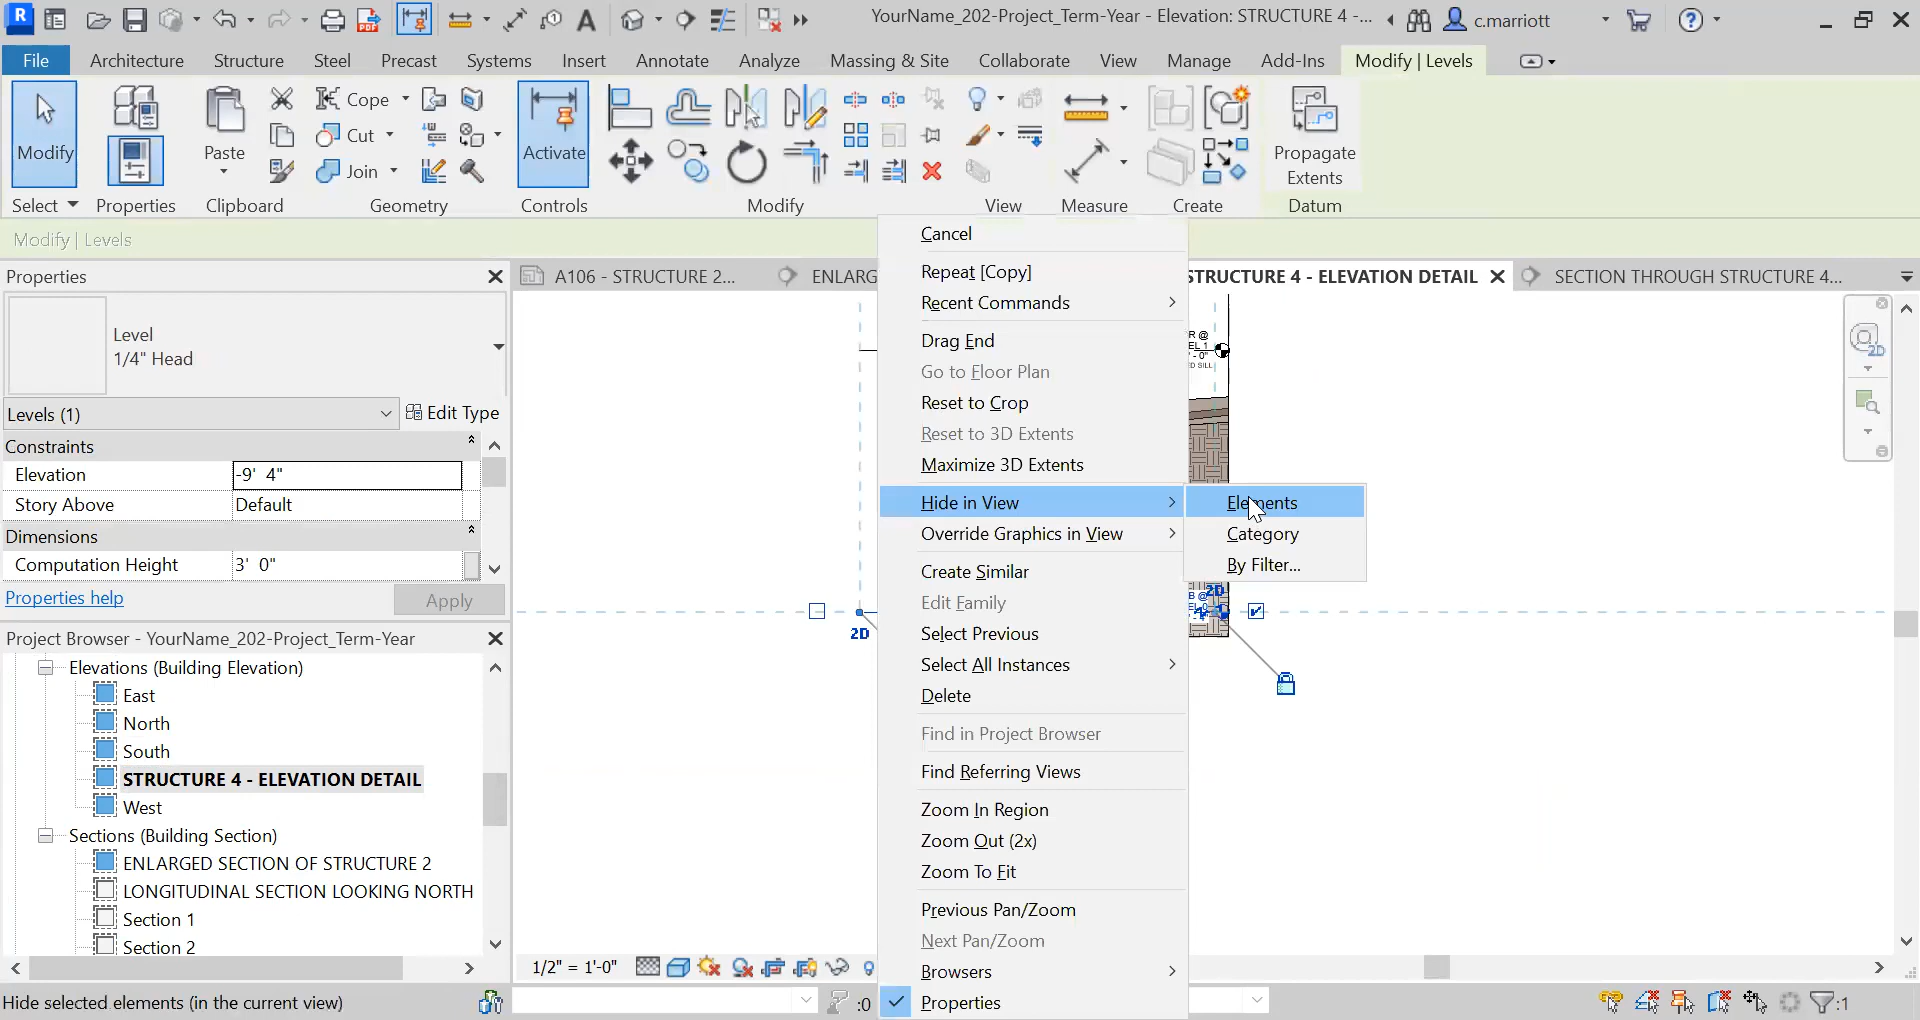 YourName_202-Project_Term-Year - Elevation: STRUCTURE 4 -...
c.marriott
File Architecture Structure Steel Precast Systems Insert Annotate Analyze Massing & Site Collaborate View Manage Add-Ins Modify | Levels
Modify
Paste
Cope
Cut
Join
Activate
Propagate
Extents
Select Properties Clipboard Geometry Controls Modify View Measure Create Datum
Modify | Levels
Properties
Level
1/4" Head
Levels (1)
Edit Type
Constraints
Elevation -9' 4"
Story Above Default
Dimensions
Computation Height 3' 0"
Properties help
Apply
Project Browser - YourName_202-Project_Term-Year
Elevations (Building Elevation)
East
North
South
STRUCTURE 4 - ELEVATION DETAIL
West
Sections (Building Section)
ENLARGED SECTION OF STRUCTURE 2
LONGITUDINAL SECTION LOOKING NORTH
Section 1
Section 2
A106 - STRUCTURE 2...
ENLARG
STRUCTURE 4 - ELEVATION DETAIL
SECTION THROUGH STRUCTURE 4...
2D
R @
EL 1
' - 0"
D SILL
2D
B @
2D
Cancel
Repeat [Copy]
Recent Commands
Drag End
Go to Floor Plan
Reset to Crop
Reset to 3D Extents
Maximize 3D Extents
Hide in View
Override Graphics in View
Create Similar
Edit Family
Select Previous
Select All Instances
Delete
Find in Project Browser
Find Referring Views
Zoom In Region
Zoom Out (2x)
Zoom To Fit
Previous Pan/Zoom
Next Pan/Zoom
Browsers
Properties
Elements
Category
By Filter...
1/2" = 1'-0"
Hide selected elements (in the current view)
:0
:1